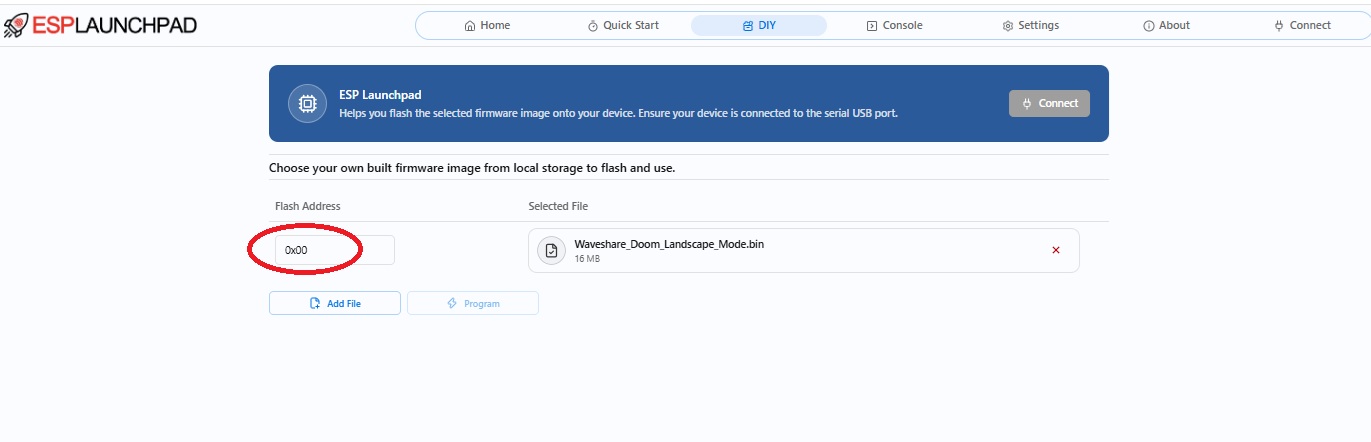 ESPLAUNCHPAD
Home Quick Start DIY Console Settings About Connect
ESP Launchpad
Helps you flash the selected firmware image onto your device. Ensure your device is connected to the serial USB port.
Connect
Choose your own built firmware image from local storage to flash and use.
Flash Address Selected File
0x00
Waveshare_Doom_Landscape_Mode.bin
16 MB
Add File Program